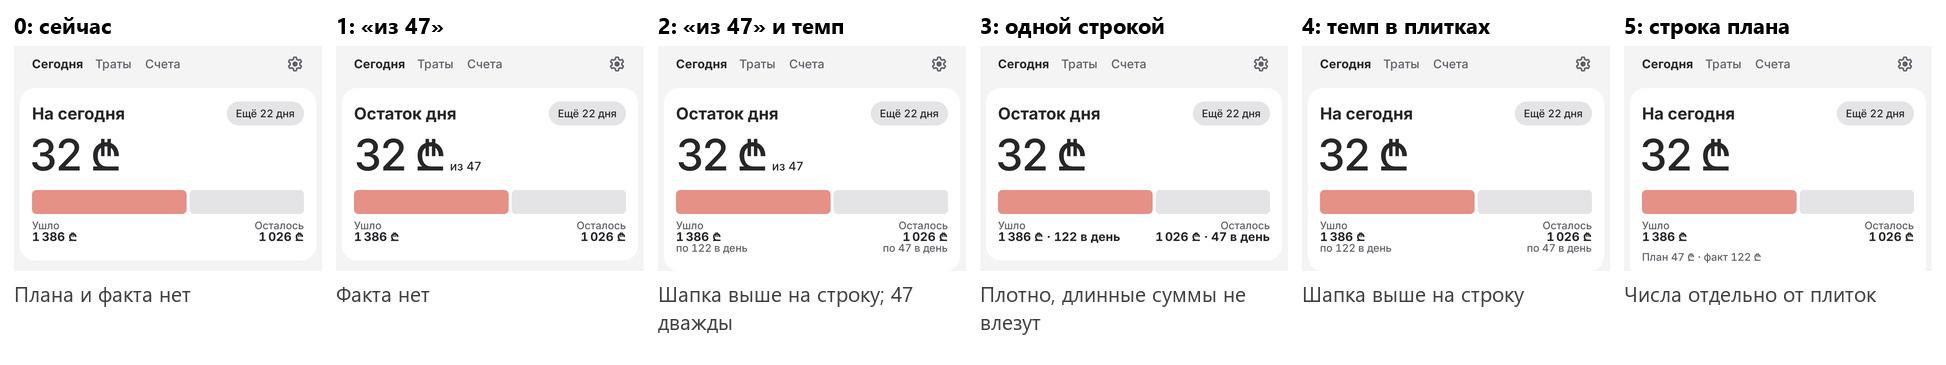 0: сейчас
Сегодня Траты Счета
На сегодня
Ещё 22 дня
32 ₾
Ушло
Осталось
1 386 ₾
1 026 ₾
Плана и факта нет
1: «из 47»
Сегодня Траты Счета
Остаток дня
Ещё 22 дня
32 ₾ из 47
Ушло
Осталось
1 386 ₾
1 026 ₾
Факта нет
2: «из 47» и темп
Сегодня Траты Счета
Остаток дня
Ещё 22 дня
32 ₾ из 47
Ушло
Осталось
1 386 ₾
1 026 ₾
по 122 в день
по 47 в день
Шапка выше на строку; 47
дважды
3: одной строкой
Сегодня Траты Счета
Остаток дня
Ещё 22 дня
32 ₾
Ушло
Осталось
1 386 ₾ · 122 в день
1 026 ₾ · 47 в день
Плотно, длинные суммы не
влезут
4: темп в плитках
Сегодня Траты Счета
На сегодня
Ещё 22 дня
32 ₾
Ушло
Осталось
1 386 ₾
1 026 ₾
по 122 в день
по 47 в день
Шапка выше на строку
5: строка плана
Сегодня Траты Счета
На сегодня
Ещё 22 дня
32 ₾
Ушло
Осталось
1 386 ₾
1 026 ₾
План 47 ₾ · факт 122 ₾
Числа отдельно от плиток